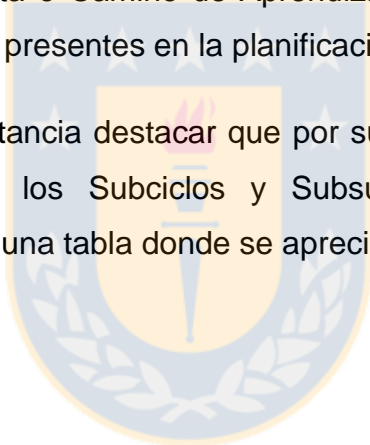 Camino de Aprendiz
presentes en la planificaci
tancia destacar que por su
los Subciclos y Subsu
una tabla donde se apreci